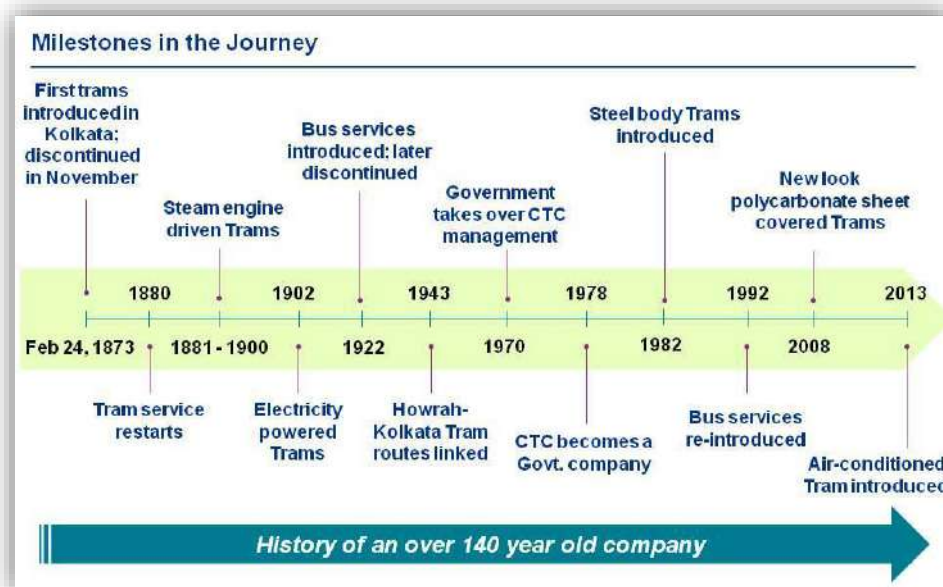 Milestones in the Journey
First trams
introduced in
Kolkata;
discontinued
in November
Steam engine
driven Trams
Bus services
introduced; later
discontinued
Government
takes over CTC
management
Steel body Trams
introduced
New look
polycarbonate sheet
covered Trams
1880
1902
1943
1978
1992
2013
Feb 24, 1873
1881 - 1900
1922
1970
1982
2008
Tram service
restarts
Electricity
powered
Trams
Howrah-
Kolkata Tram
routes linked
CTC becomes a
Govt. company
Bus services
re-introduced
Air-conditioned
Tram introduced
History of an over 140 year old company